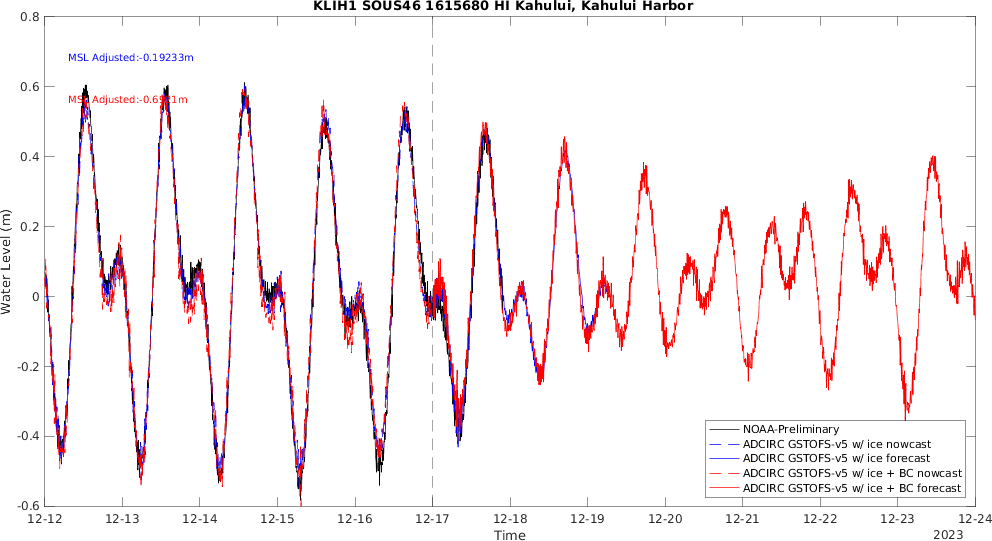 KLIH1 SOUS46 1615680 HI Kahului, Kahului Harbor
0.8
MSL Adjusted:-0.19233m
0.6
0.4
0.2
0
-0.2
-0.4
-0.6
Water Level (m)
NOAA-Preliminary
ADCIRC GSTOFS-v5 w/ ice nowcast
ADCIRC GSTOFS-v5 w/ ice forecast
ADCIRC GSTOFS-v5 w/ ice + BC nowcast
ADCIRC GSTOFS-v5 w/ ice + BC forecast
12-12 12-13 12-14 12-15 12-16 12-17 12-18 12-19 12-20 12-21 12-22 12-23 12-24
Time
2023